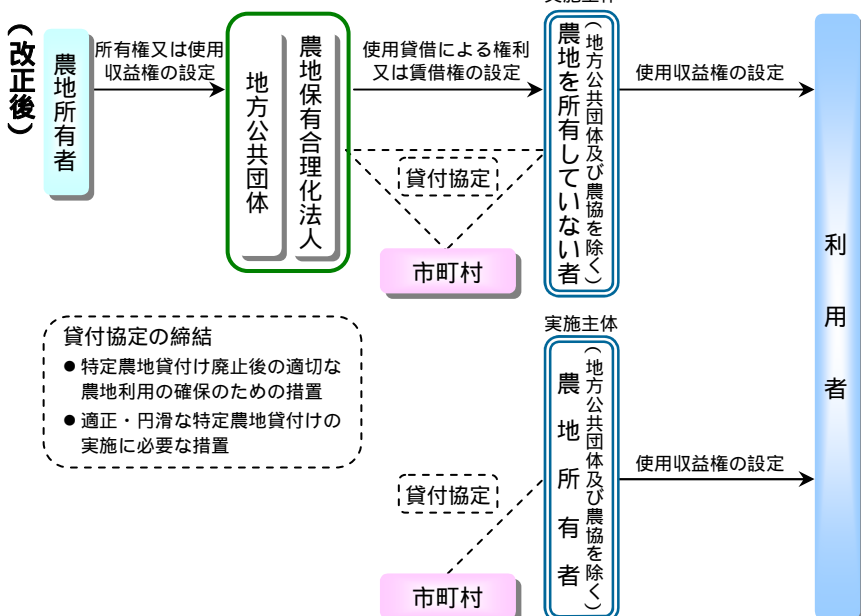 （改正後）
農地所有者
所有権又は使用
収益権の設定
地方公共団体
農地保有合理化法人
使用貸借による権利
又は賃借権の設定
貸付協定
市町村
実施主体
農地を所有していない者
（地方公共団体及び農協を除く）
使用収益権の設定
利用者
貸付協定の締結
●特定農地貸付け廃止後の適切な
農地利用の確保のための措置
●適正・円滑な特定農地貸付けの
実施に必要な措置
実施主体
農地所有者
（地方公共団体及び農協を除く）
使用収益権の設定
貸付協定
市町村